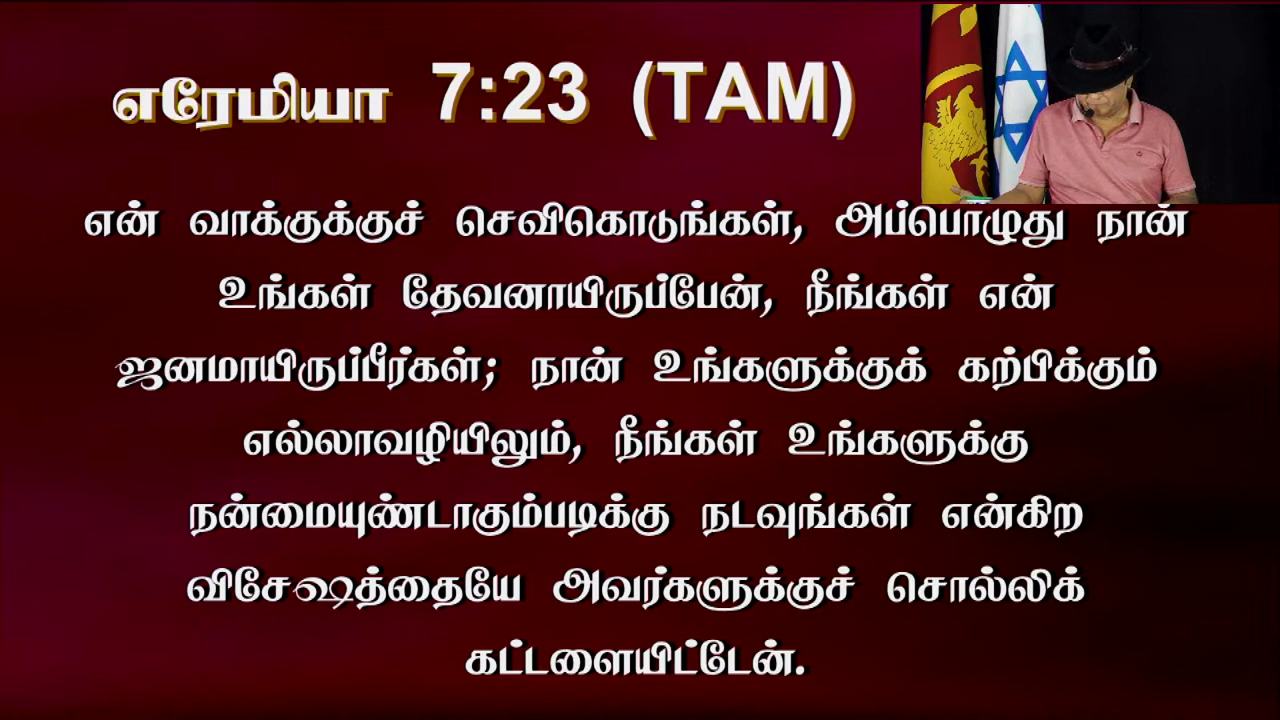 எரேமியா 7:23 (TAM)
என் வாக்குக்குச் செவிகொடுங்கள், அப்பொழுது நான்
உங்கள் தேவனாயிருப்பேன், நீங்கள் என்
ஜனமாயிருப்பீர்கள்; நான் உங்களுக்குக் கற்பிக்கும்
எல்லாவழியிலும், நீங்கள் உங்களுக்கு
நன்மையுண்டாகும்படிக்கு நடவுங்கள் என்கிற
விசேஷத்தையே அவர்களுக்குச் சொல்லிக்
கட்டளையிட்டேன்.